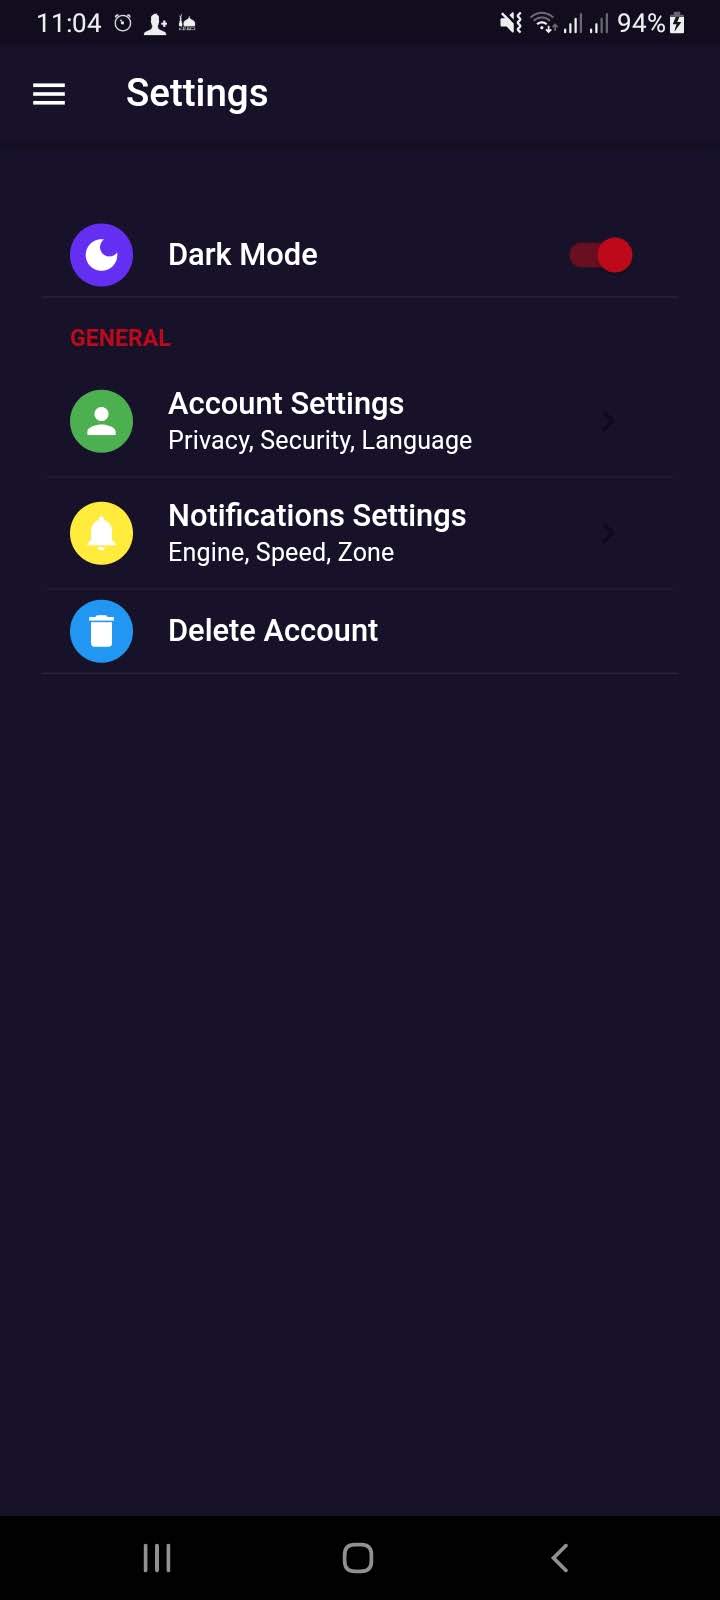 11:04
94%
Settings
Dark Mode
GENERAL
Account Settings
Privacy, Security, Language
Notifications Settings
Engine, Speed, Zone
Delete Account